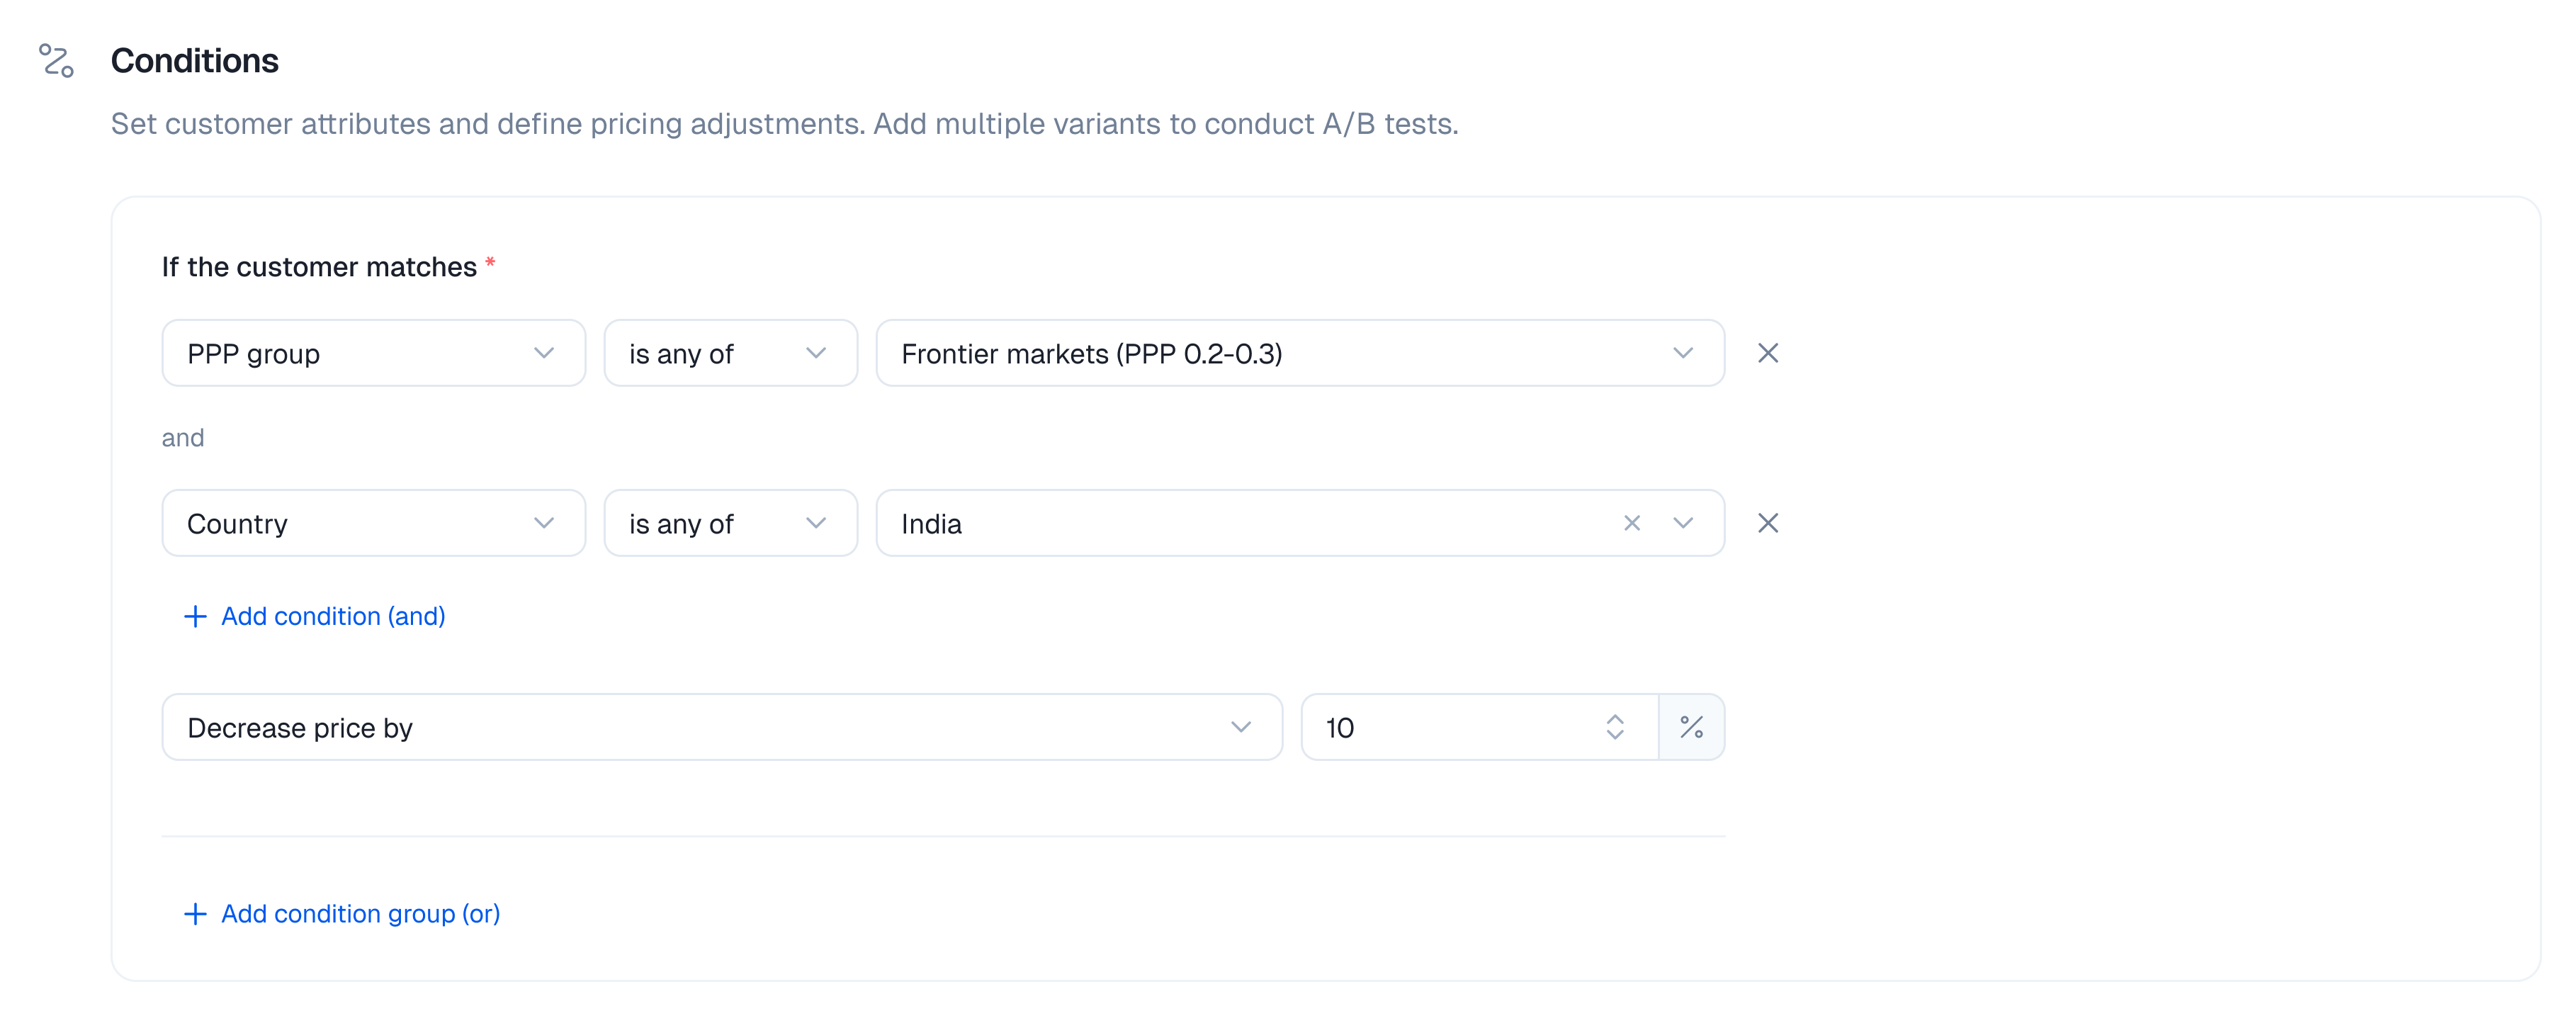 Conditions
Set customer attributes and define pricing adjustments. Add multiple variants to conduct A/B tests.
If the customer matches *
PPP group is any of Frontier markets (PPP 0.2-0.3)
and
Country is any of India
+ Add condition (and)
Decrease price by 10 %
+ Add condition group (or)